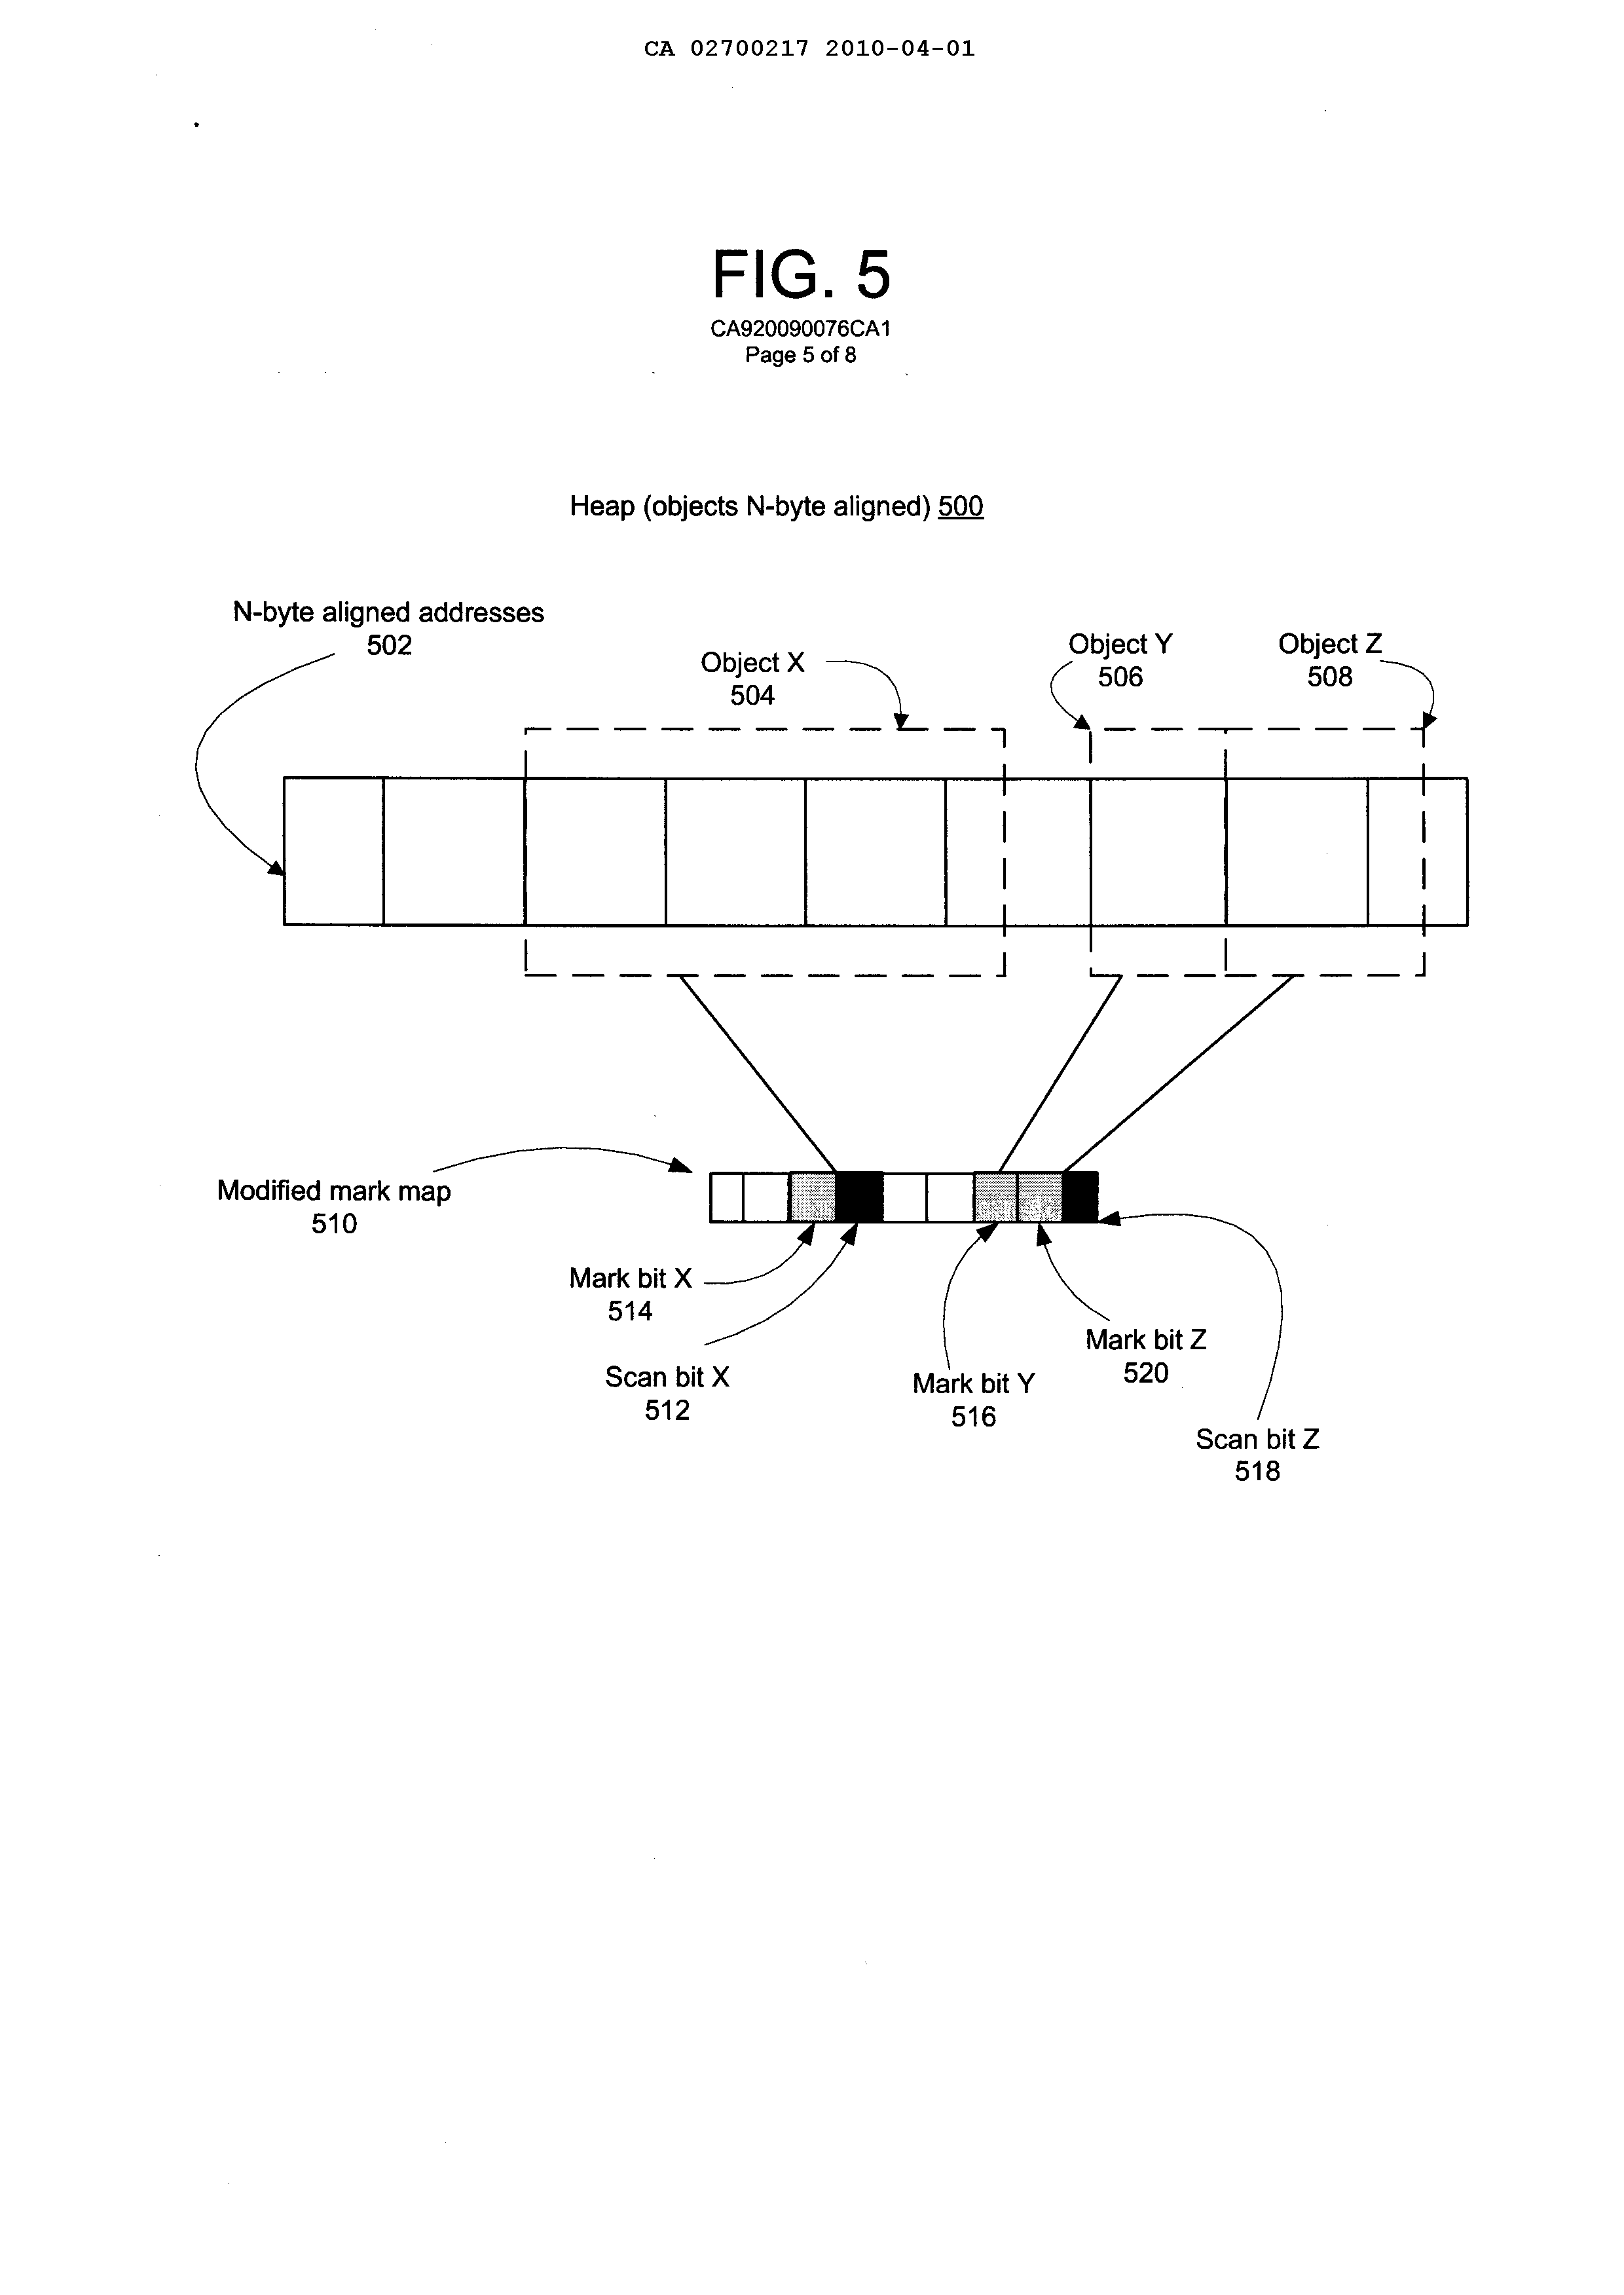 CA 02700217 2010-04-01
FIG. 5
CA920090076CA1
Page 5 of 8
Heap (objects N-byte aligned) 500
N-byte aligned addresses
502
Object X
504
Object Y
506
Object Z
508
Modified mark map
510
Mark bit X
514
Scan bit X
512
Mark bit Y
516
Mark bit Z
520
Scan bit Z
518